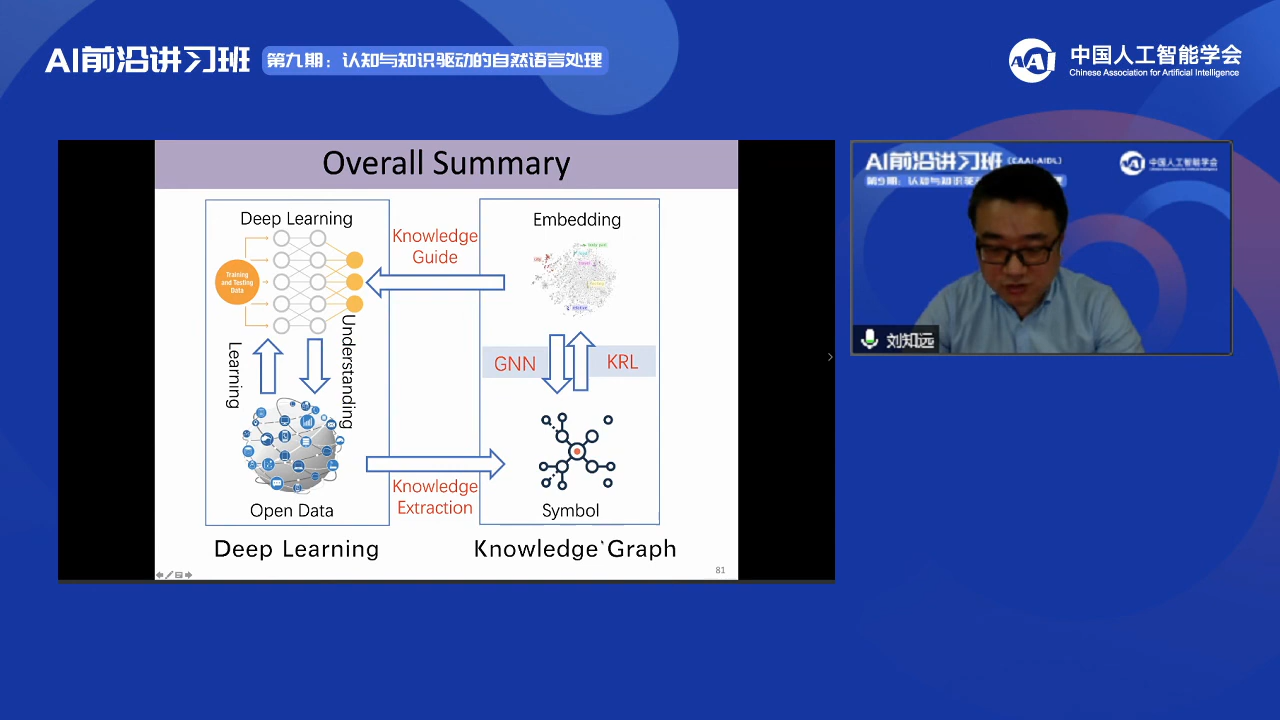 AI前沿讲习班
第九期：认知与知识驱动的自然语言处理
AAI
中国人工智能学会
Chinese Association for Artificial Intelligence
Overall Summary
Deep Learning
Training
and Testing
Data
Learning
Understanding
Open Data
Deep Learning
Knowledge
Guide
Knowledge
Extraction
Embedding
GNN
KRL
Symbol
Knowledge Graph
81
AI前沿讲习班 (CAAI-AIDL)
中国人工智能学会
刘知远